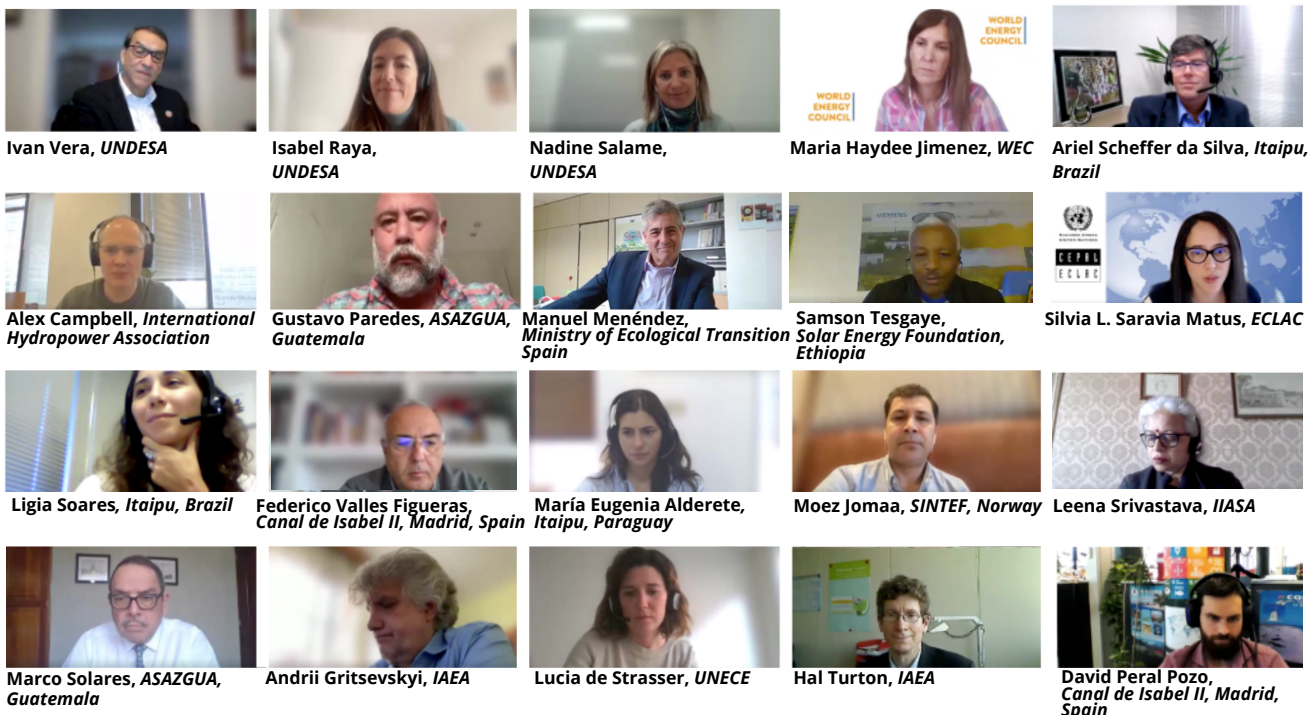 WORLD
ENERGY
COUNCIL
WORLD
ENERGY
COUNCIL
Ivan Vera, UNDESA
Isabel Raya,
UNDESA
Nadine Salame,
UNDESA
Maria Haydee Jimenez, WEC
Ariel Scheffer da Silva, Itaipu,
Brazil
SIEMENS
NACIONES UNIDAS
UNITED NATIONS
CEPAL
ECLAC
Alex Campbell, International
Hydropower Association
Gustavo Paredes, ASAZGUA,
Guatemala
Manuel Menéndez,
Ministry of Ecological Transition
Spain
Samson Tesgaye,
Solar Energy Foundation,
Ethiopia
Silvia L. Saravia Matus, ECLAC
Ligia Soares, Itaipu, Brazil
Federico Valles Figueras,
Canal de Isabel II, Madrid, Spain
María Eugenia Alderete,
Itaipu, Paraguay
Moez Jomaa, SINTEF, Norway
Leena Srivastava, IIASA
Marco Solares, ASAZGUA,
Guatemala
Andrii Gritsevskyi, IAEA
Lucia de Strasser, UNECE
Hal Turton, IAEA
David Peral Pozo,
Canal de Isabel II, Madrid,
Spain